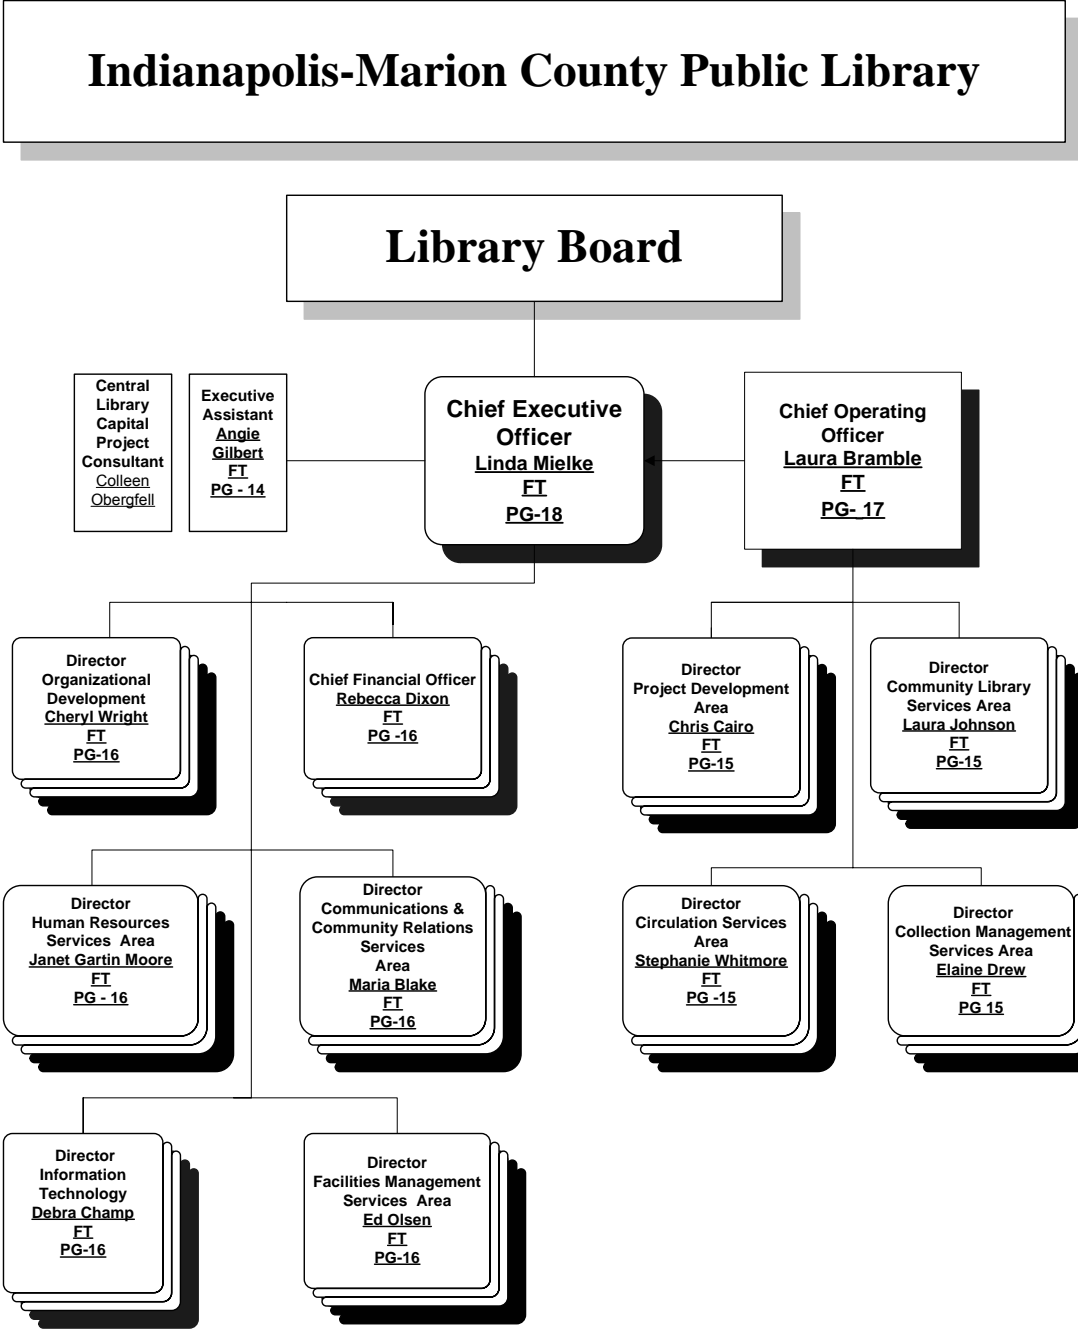 Indianapolis-Marion County Public Library
Library Board
Central
Library
Capital
Project
Consultant
Colleen
Obergfell
Executive
Assistant
Angie
Gilbert
FT
PG - 14
Chief Executive
Officer
Linda Mielke
FT
PG-18
Chief Operating
Officer
Laura Bramble
FT
PG-_17
Director
Organizational
Development
Cheryl Wright
FT
PG-16
Chief Financial Officer
Rebecca Dixon
FT
PG -16
Director
Project Development
Area
Chris Cairo
FT
PG-15
Director
Community Library
Services Area
Laura Johnson
FT
PG-15
Director
Human Resources
Services Area
Janet Gartin Moore
FT
PG - 16
Director
Communications &
Community Relations
Services
Area
Maria Blake
FT
PG-16
Director
Circulation Services
Area
Stephanie Whitmore
FT
PG -15
Director
Collection Management
Services Area
Elaine Drew
FT
PG 15
Director
Information
Technology
Debra Champ
FT
PG-16
Director
Facilities Management
Services Area
Ed Olsen
FT
PG-16